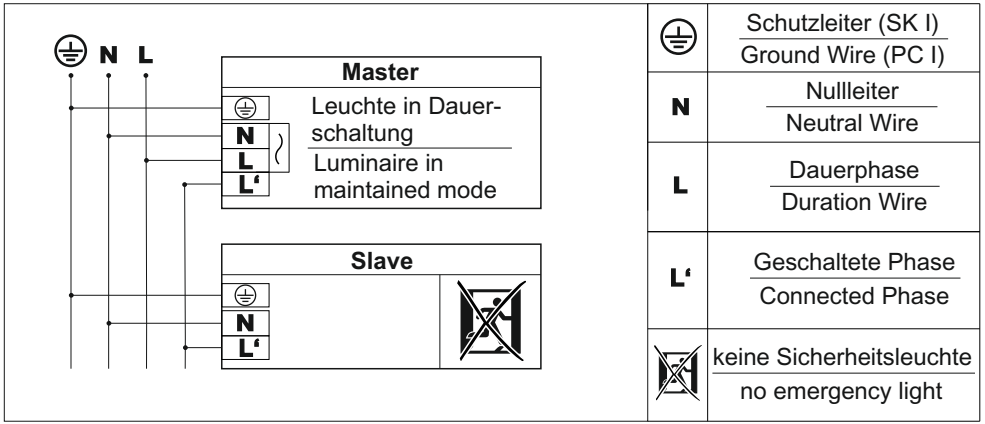 N L
Master
Leuchte in Dauer-
schaltung
Luminaire in
maintained mode
N
L
L‘
Slave
N
L‘
Schutzleiter (SK I)
Ground Wire (PC I)
N
Nullleiter
Neutral Wire
L
Dauerphase
Duration Wire
L‘
Geschaltete Phase
Connected Phase
keine Sicherheitsleuchte
no emergency light